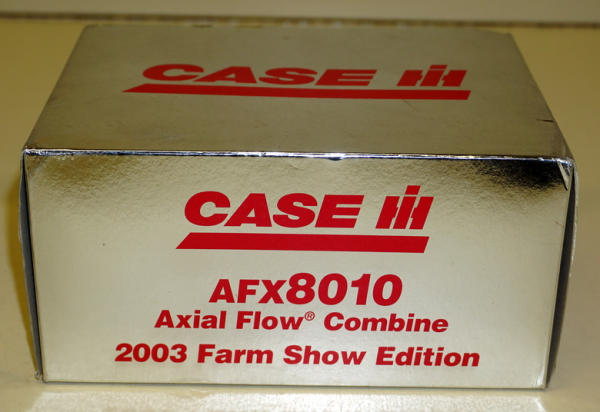 CASE IH
CASE IH
AFX8010
Axial Flow® Combine
2003 Farm Show Edition